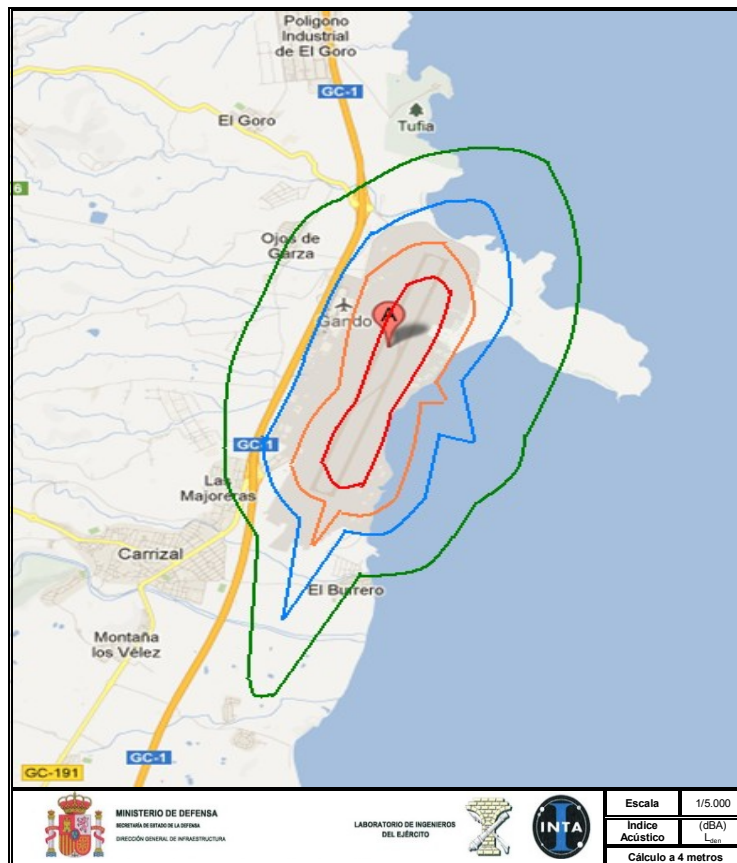 Poligono
Industrial
de El Goro
GC-1
El Goro
Tufia
6
Ojos de
Garza
Gando
A
GC-1
Las
Majoreras
Carrizal
El Burrero
Montaña
los Vélez
GC-1
GC-191
MINISTERIO DE DEFENSA
SECRETARÍA DE ESTADO DE LA DEFENSA
DIRECCIÓN GENERAL DE INFRAESTRUCTURA
LABORATORIO DE INGENIEROS
DEL EJÉRCITO
INTA
Escala 1/5.000
Índice
Acústico
(dBA)
Lden
Cálculo a 4 metros